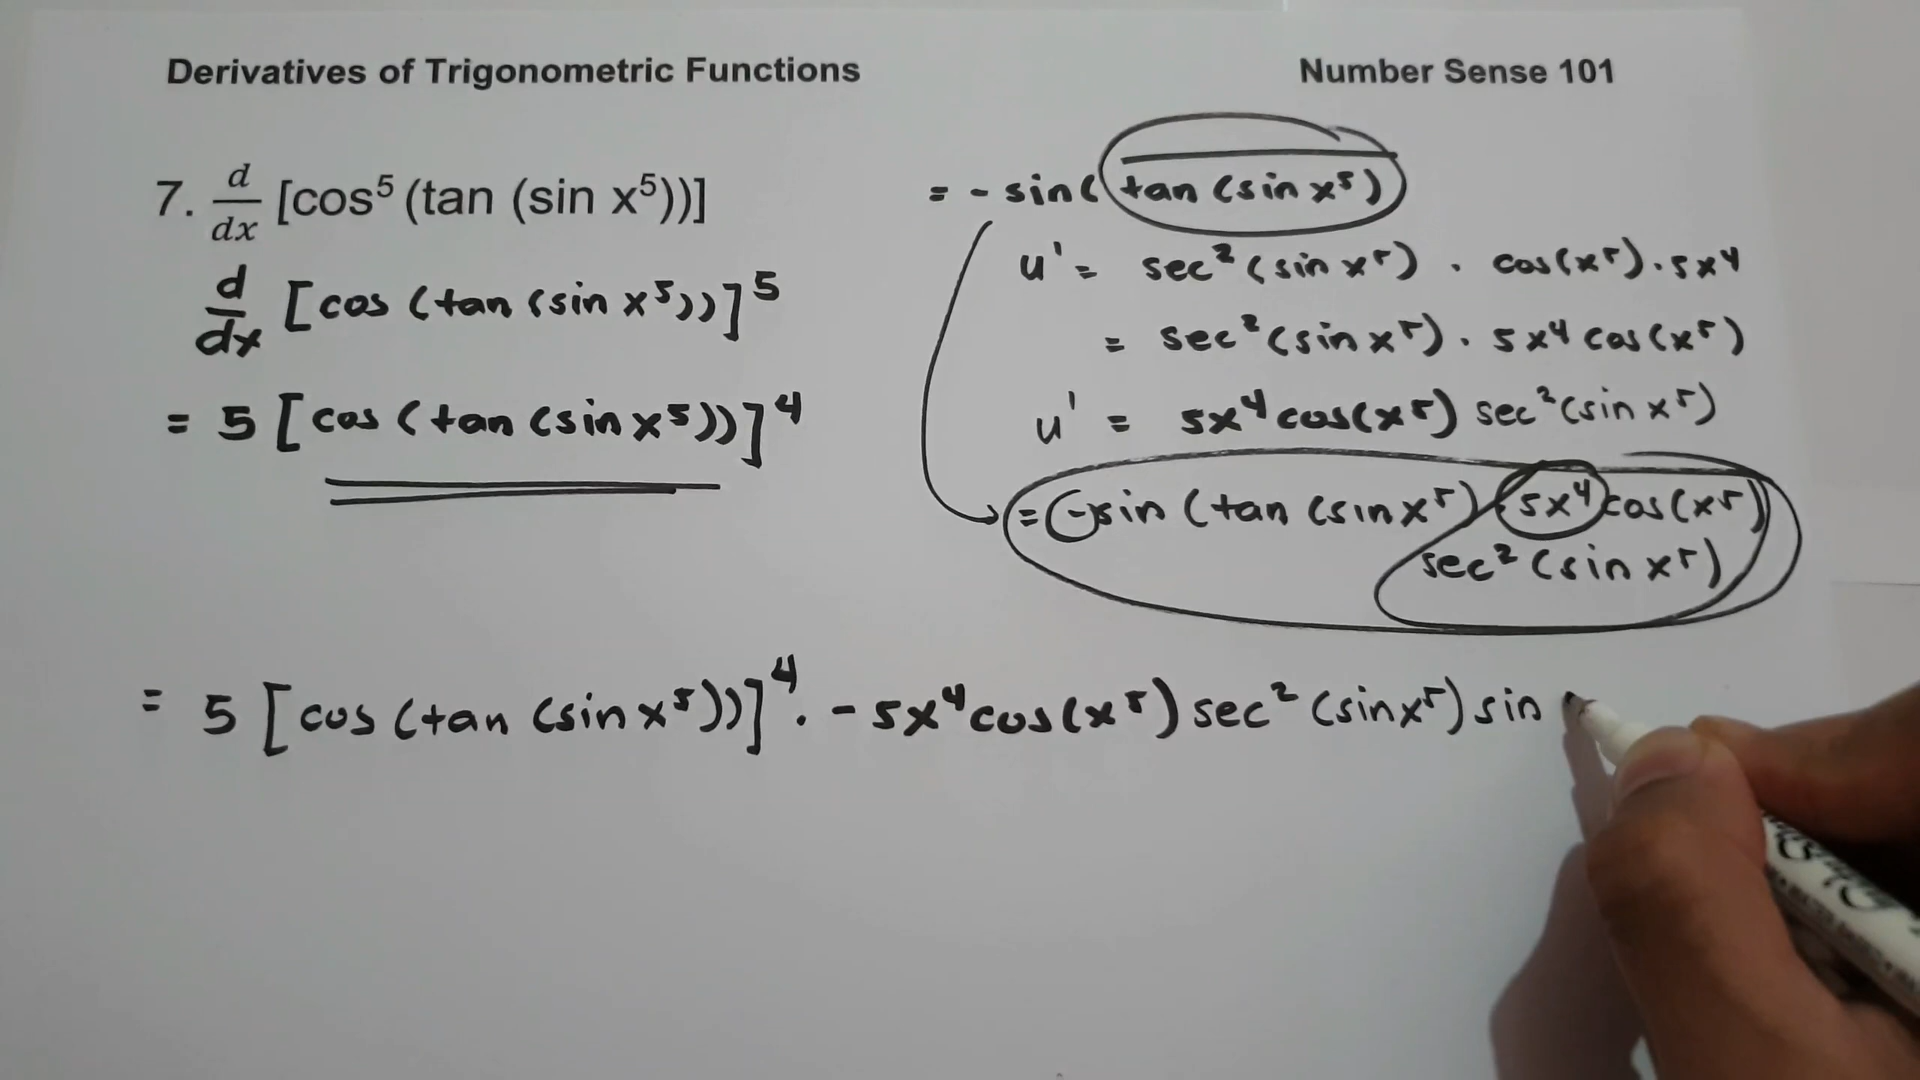 Derivatives of Trigonometric Functions
Number Sense 101
7. d/dx [cos⁵ (tan (sin x⁵))]
d/dx [cos (tan (sin x⁵))]⁵
= 5 [cos (tan (sin x⁵))]⁴
= - sin( tan (sin x⁵)
u' = sec² (sin x⁵) . cos(x⁵) . 5x⁴
= sec² (sin x⁵) . 5x⁴ cos(x⁵)
u' = 5x⁴ cos(x⁵) sec² (sin x⁵)
= - sin (tan (sin x⁵) . 5x⁴ cos(x⁵)
sec² (sin x⁵)
= 5 [cos (tan (sin x⁵))]⁴ . - 5x⁴ cos(x⁵) sec² (sin x⁵) sin